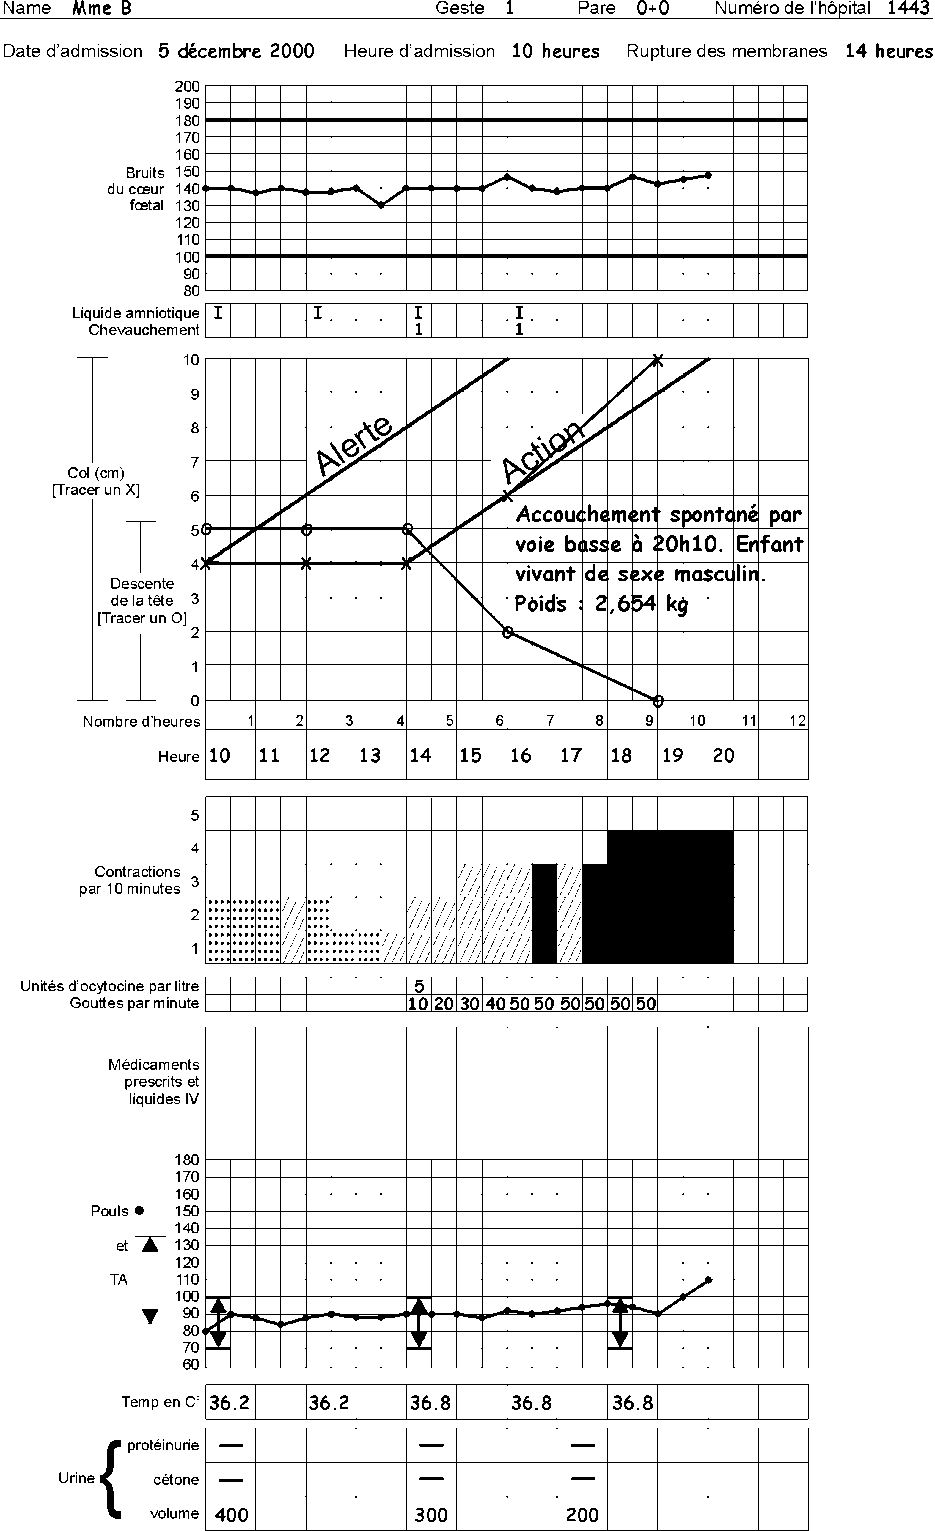 Name Mme B Geste 1 Pare 0+0 Numéro de l'hôpital 1443
Date d'admission 5 décembre 2000 Heure d'admission 10 heures Rupture des membranes 14 heures
200
190
180
170
160
Bruits du cœur fœtal
150
140
130
120
110
100
90
80
Liquide amniotique I I I I
Chevauchement 1 1
10
9
8
7
6
5
4
3
2
1
0
Alerte
Action
Col (cm)
[Tracer un X]
Descente
de la tête
[Tracer un O]
Accouchement spontané par
voie basse à 20h10. Enfant
vivant de sexe masculin.
Poids : 2,654 kg
Nombre d'heures 1 2 3 4 5 6 7 8 9 10 11 12
Heure 10 11 12 13 14 15 16 17 18 19 20
Contractions
par 10 minutes
5
4
3
2
1
Unités d'ocytocine par litre 5
Gouttes par minute 10 20 30 40 50 50 50 50 50 50
Médicaments
prescrits et
liquides IV
180
170
160
150
140
130
120
110
100
90
80
70
60
Pouls
et
TA
Temp en C° 36.2 36.2 36.8 36.8 36.8
Urine
protéinurie — — —
cétone — — —
volume 400 300 200